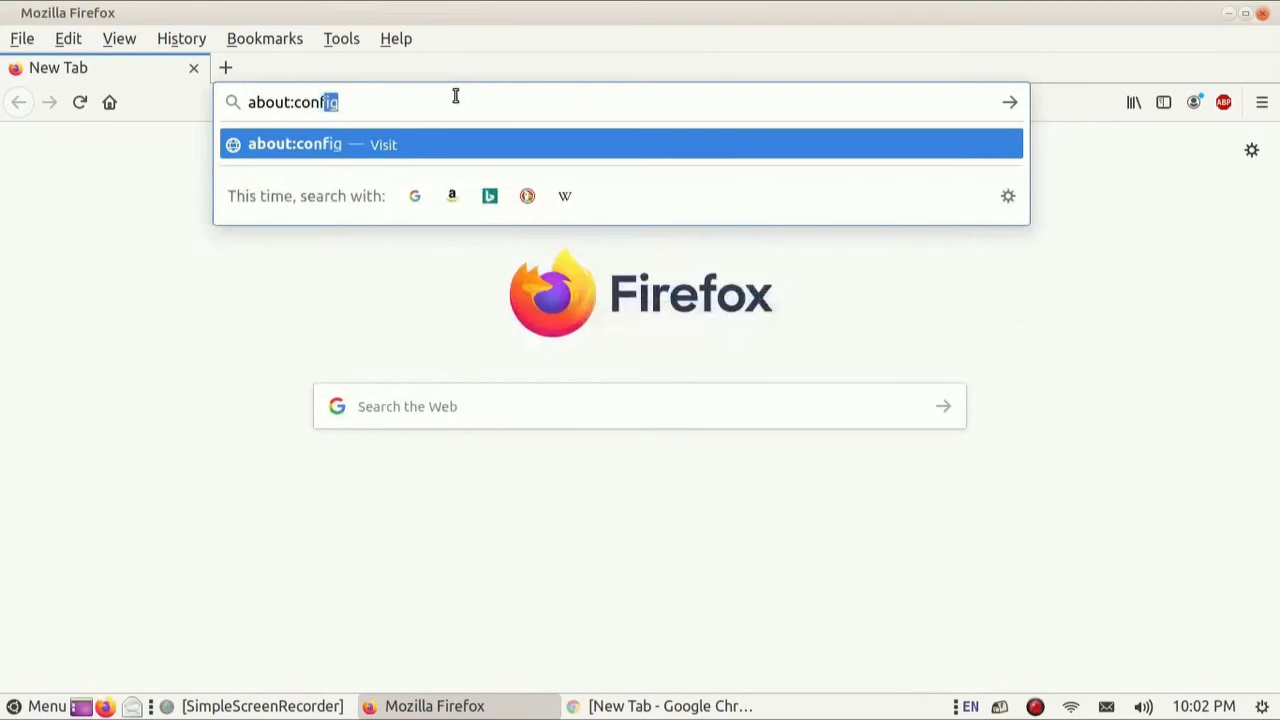 Mozilla Firefox
File Edit View History Bookmarks Tools Help
New Tab
about:config
ABP
about:config — Visit
This time, search with:
Firefox
Search the Web
Menu [SimpleScreenRecorder] Mozilla Firefox [New Tab - Google Chr... EN 10:02 PM